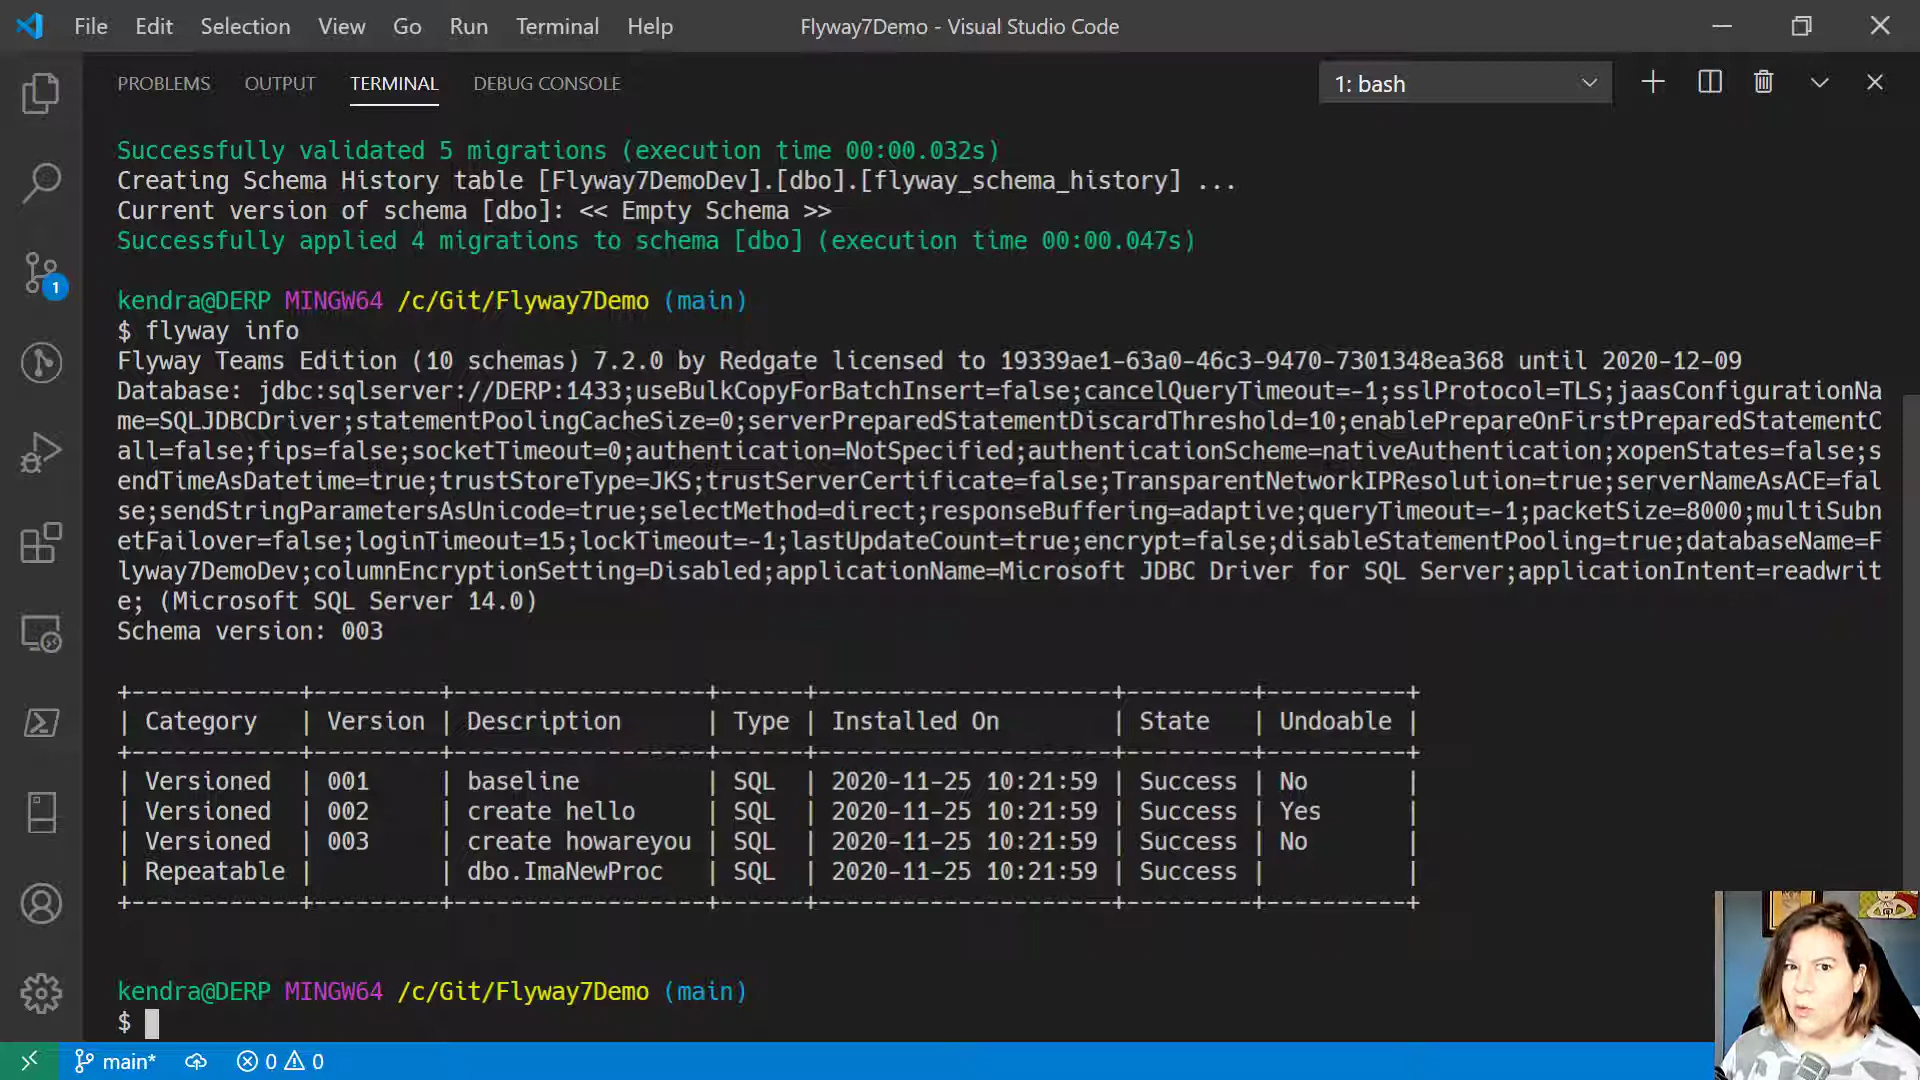 File Edit Selection View Go Run Terminal Help Flyway7Demo - Visual Studio Code
PROBLEMS OUTPUT TERMINAL DEBUG CONSOLE 1: bash
Successfully validated 5 migrations (execution time 00:00.032s)
Creating Schema History table [Flyway7DemoDev].[dbo].[flyway_schema_history] ...
Current version of schema [dbo]: << Empty Schema >>
Successfully applied 4 migrations to schema [dbo] (execution time 00:00.047s)
kendra@DERP MINGW64 /c/Git/Flyway7Demo (main)
$ flyway info
Flyway Teams Edition (10 schemas) 7.2.0 by Redgate licensed to 19339ae1-63a0-46c3-9470-7301348ea368 until 2020-12-09
Database: jdbc:sqlserver://DERP:1433;useBulkCopyForBatchInsert=false;cancelQueryTimeout=-1;sslProtocol=TLS;jaasConfigurationNa
me=SQLJDBCDriver;statementPoolingCacheSize=0;serverPreparedStatementDiscardThreshold=10;enablePrepareOnFirstPreparedStatementC
all=false;fips=false;socketTimeout=0;authentication=NotSpecified;authenticationScheme=nativeAuthentication;xopenStates=false;s
endTimeAsDatetime=true;trustStoreType=JKS;trustServerCertificate=false;TransparentNetworkIPResolution=true;serverNameAsACE=fal
se;sendStringParametersAsUnicode=true;selectMethod=direct;responseBuffering=adaptive;queryTimeout=-1;packetSize=8000;multiSubn
etFailover=false;loginTimeout=15;lockTimeout=-1;lastUpdateCount=true;encrypt=false;disableStatementPooling=true;databaseName=F
lyway7DemoDev;columnEncryptionSetting=Disabled;applicationName=Microsoft JDBC Driver for SQL Server;applicationIntent=readwrit
e; (Microsoft SQL Server 14.0)
Schema version: 003
+------------+---------+------------------+------+---------------------+---------+----------+
| Category | Version | Description | Type | Installed On | State | Undoable |
+------------+---------+------------------+------+---------------------+---------+----------+
| Versioned | 001 | baseline | SQL | 2020-11-25 10:21:59 | Success | No |
| Versioned | 002 | create hello | SQL | 2020-11-25 10:21:59 | Success | Yes |
| Versioned | 003 | create howareyou | SQL | 2020-11-25 10:21:59 | Success | No |
| Repeatable | | dbo.ImaNewProc | SQL | 2020-11-25 10:21:59 | Success | |
+------------+---------+------------------+------+---------------------+---------+----------+
kendra@DERP MINGW64 /c/Git/Flyway7Demo (main)
$
1
main* 0 0